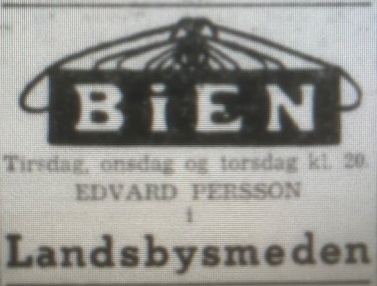 BiEN
Tirsdag, onsdag og torsdag kl. 20.
EDVARD PERSSON
i
Landsbysmeden